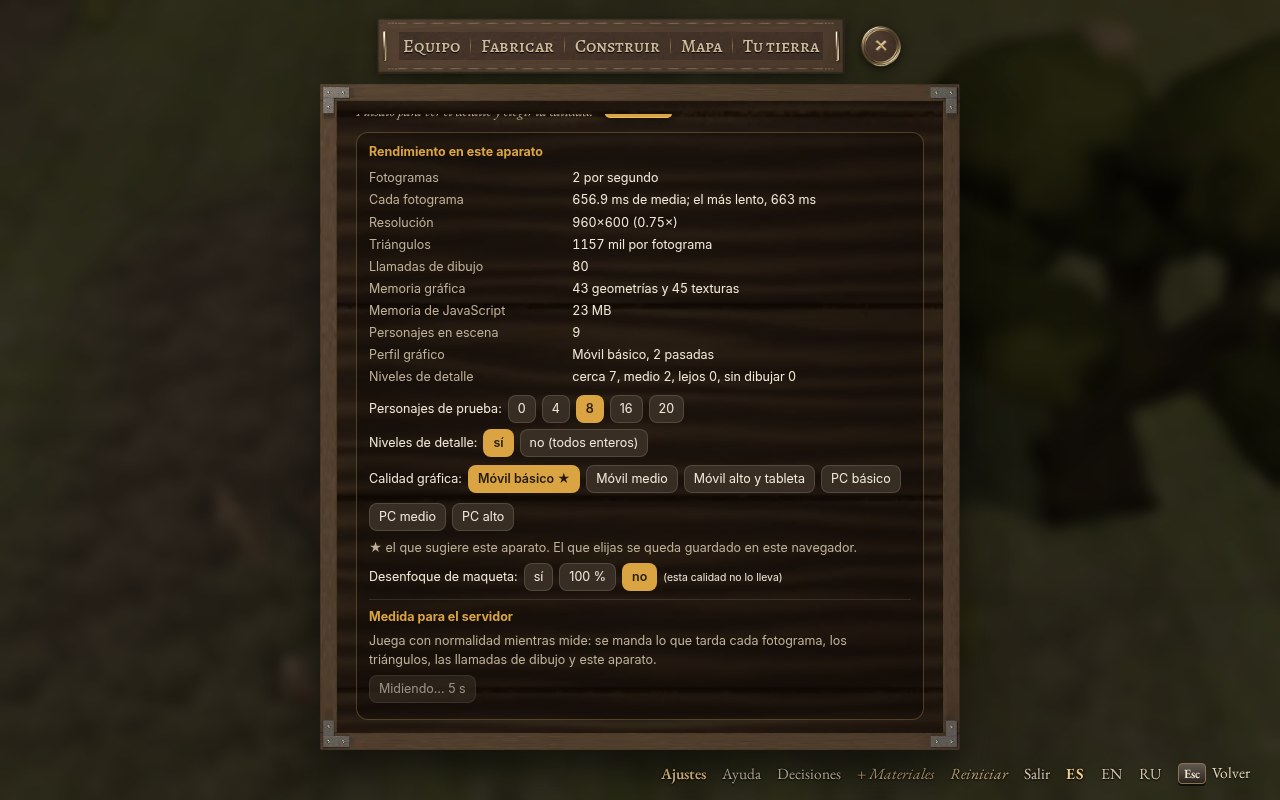 Equipo Fabricar Construir Mapa Tu tierra ✕
Rendimiento en este aparato
Fotogramas 2 por segundo
Cada fotograma 656.9 ms de media; el más lento, 663 ms
Resolución 960×600 (0.75×)
Triángulos 1157 mil por fotograma
Llamadas de dibujo 80
Memoria gráfica 43 geometrías y 45 texturas
Memoria de JavaScript 23 MB
Personajes en escena 9
Perfil gráfico Móvil básico, 2 pasadas
Niveles de detalle cerca 7, medio 2, lejos 0, sin dibujar 0
Personajes de prueba: 0 4 8 16 20
Niveles de detalle: sí no (todos enteros)
Calidad gráfica: Móvil básico ★ Móvil medio Móvil alto y tableta PC básico
PC medio PC alto
★ el que sugiere este aparato. El que elijas se queda guardado en este navegador.
Desenfoque de maqueta: sí 100 % no (esta calidad no lo lleva)
Medida para el servidor
Juega con normalidad mientras mide: se manda lo que tarda cada fotograma, los
triángulos, las llamadas de dibujo y este aparato.
Midiendo... 5 s
Ajustes Ayuda Decisiones + Materiales Reiniciar Salir ES EN RU Esc Volver